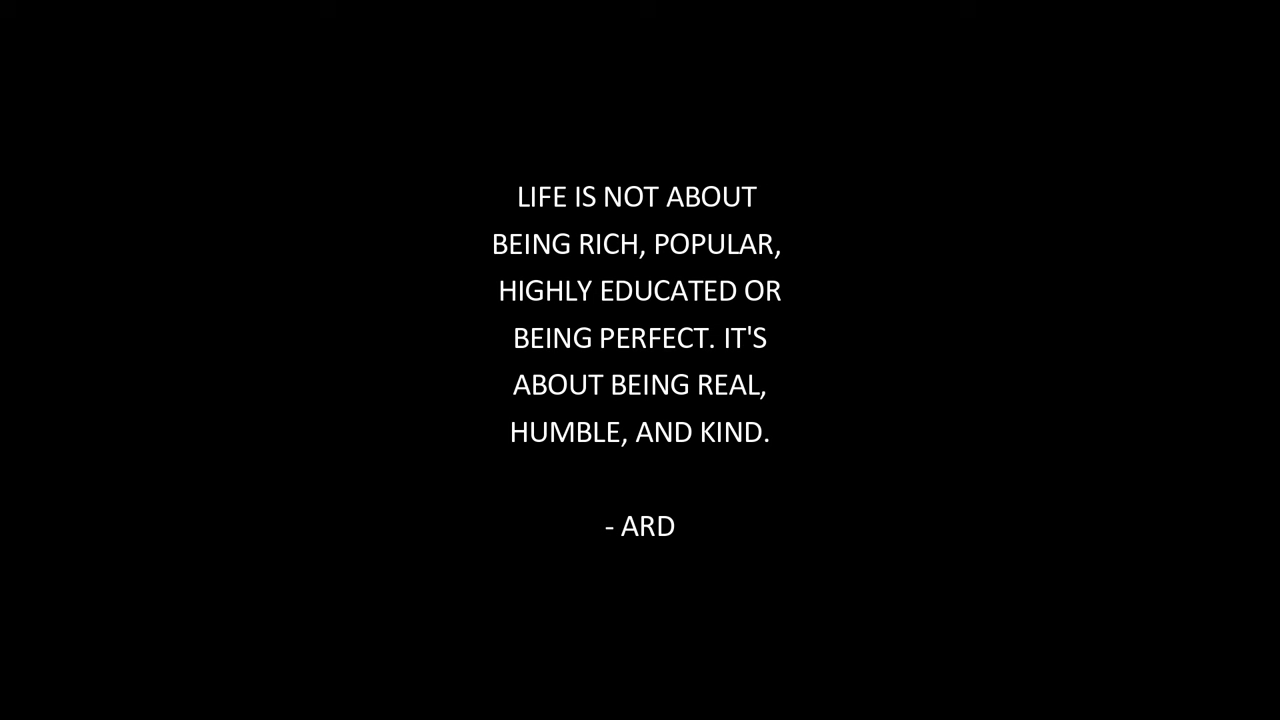 LIFE IS NOT ABOUT
BEING RICH, POPULAR,
HIGHLY EDUCATED OR
BEING PERFECT. IT'S
ABOUT BEING REAL,
HUMBLE, AND KIND.
- ARD